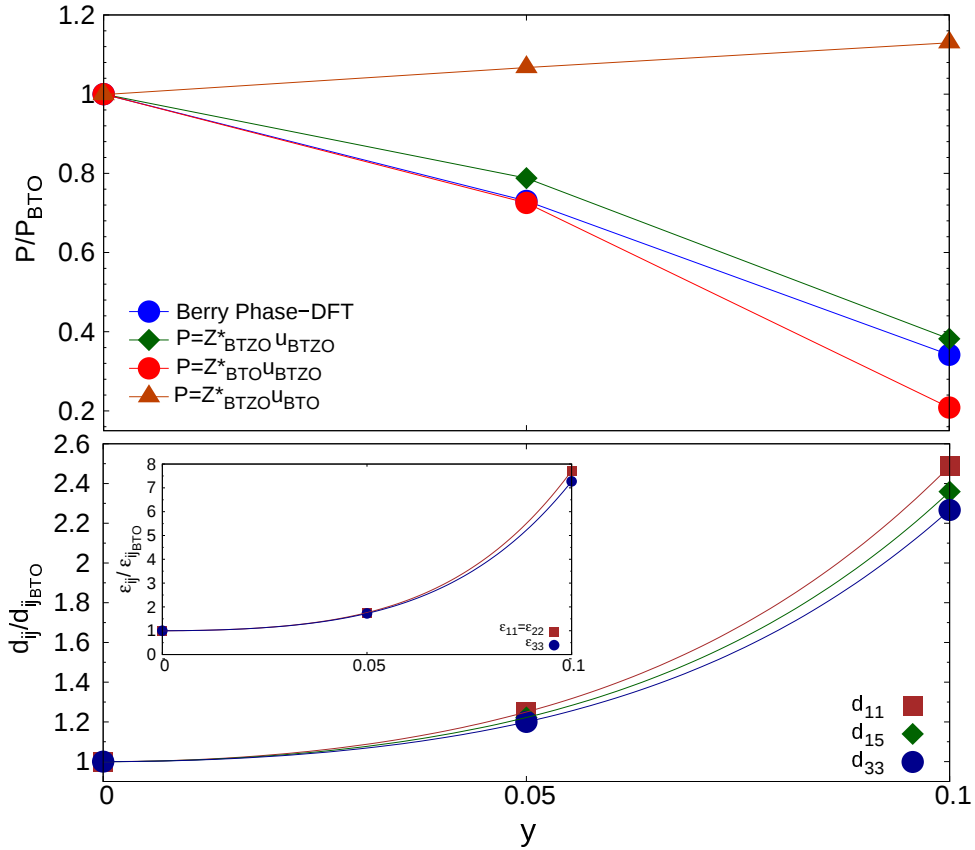 1.2
1
0.8
0.6
0.4
0.2
P/P_BTO
Berry Phase−DFT
P=Z*_BTZO u_BTZO
P=Z*_BTO u_BTZO
P=Z*_BTZO u_BTO
2.6
2.4
2.2
2
1.8
1.6
1.4
1.2
1
d_ij/d_ij_BTO
8
7
6
5
4
3
2
1
0
ε_ij/ ε_ij_BTO
ε_11=ε_22
ε_33
0 0.05 0.1
d_11
d_15
d_33
0 0.05 0.1
y